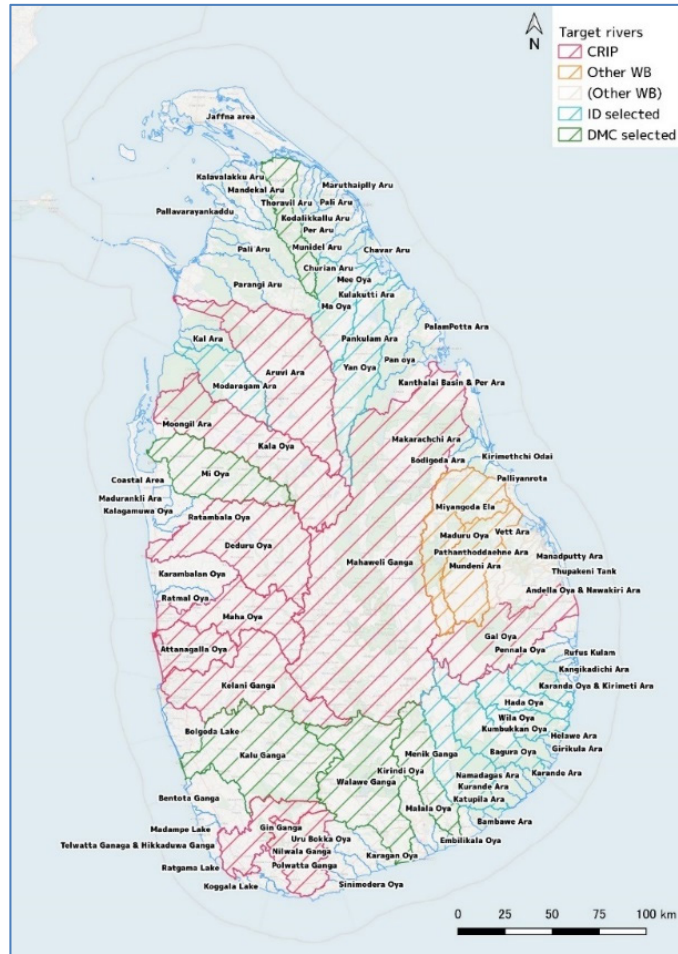 Target rivers
N
CRIP
Other WB
(Other WB)
ID selected
DMC selected
Jaffna area
Kalavalakku Aru
Maruthaiplly Aru
Mandekal Aru
Theravil Aru
Pali Aru
Pallavarayankaddu
Kodalikkallu Aru
Per Aru
Pali Aru
Munidel Aru
Chavar Aru
Churian Aru
Mee Oya
Parangi Aru
Kulakutti Ara
Ma Oya
PalamPotta Ara
Kal Ara
Pankulam Ara
Pan oya
Aruvi Ara
Yan Oya
Modaragam Ara
Kanthalai Basin & Per Ara
Moongil Ara
Makarachchi Ara
Kala Oya
Kirimethchi Odai
Bodigoda Ara
Mi Oya
Palliyanrota
Coastal Area
Madurankli Ara
Miyangoda Ela
Kalagamuwa Oya
Ratambala Oya
Vett Ara
Maduru Oya
Deduru Oya
Pathanthoddaehne Ara
Manadputty Ara
Mahaweli Ganga
Mundeni Ara
Thupakeni Tank
Karambalan Oya
Andella Oya & Nawakiri Ara
Ratmal Oya
Maha Oya
Gal Oya
Attanagalla Oya
Pennala Oya
Rufus Kulam
Kangikadichi Ara
Kelani Ganga
Karanda Oya & Kirimeti Ara
Hada Oya
Wila Oya
Bolgoda Lake
Kumbukkan Oya
Helawe Ara
Menik Ganga
Bagura Oya
Girikula Ara
Kalu Ganga
Kirindi Oya
Namadagas Ara
Karande Ara
Walawe Ganga
Kurande Ara
Bentota Ganga
Katupila Ara
Malala Oya
Bambawe Ara
Madampe Lake
Gin Ganga
Uru Bokka Oya
Embilikala Oya
Telwatta Ganaga & Hikkaduwa Ganga
Nilwala Ganga
Karagan Oya
Ratgama Lake
Polwatta Ganga
Koggala Lake
Sinimodera Oya
0 25 50 75 100 km